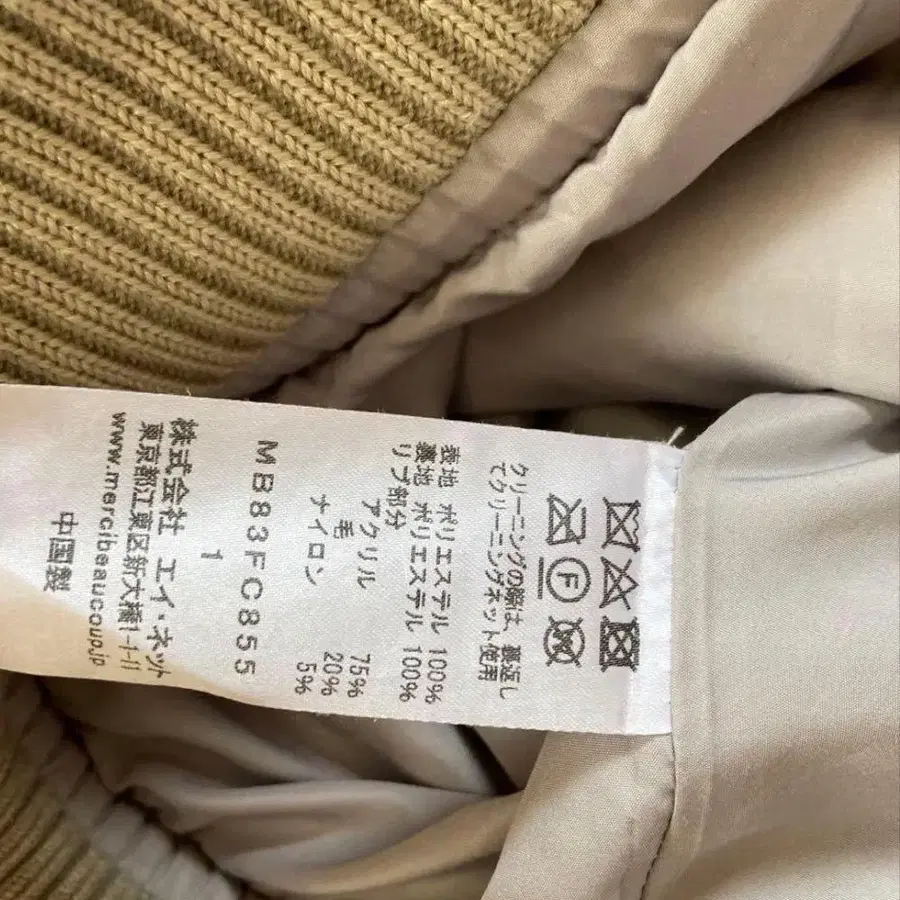 F
W
クリーニングの際は、裏返し
てクリーニングネット使用
表地 ポリエステル 100%
裏地 ポリエステル 100%
リブ部分
アクリル 75%
毛 20%
ナイロン 5%
MB83FC855
1
株式会社 エイ・ネット
東京都江東区新大橋1-1-11
www.mercibeaucoup.jp
中国製